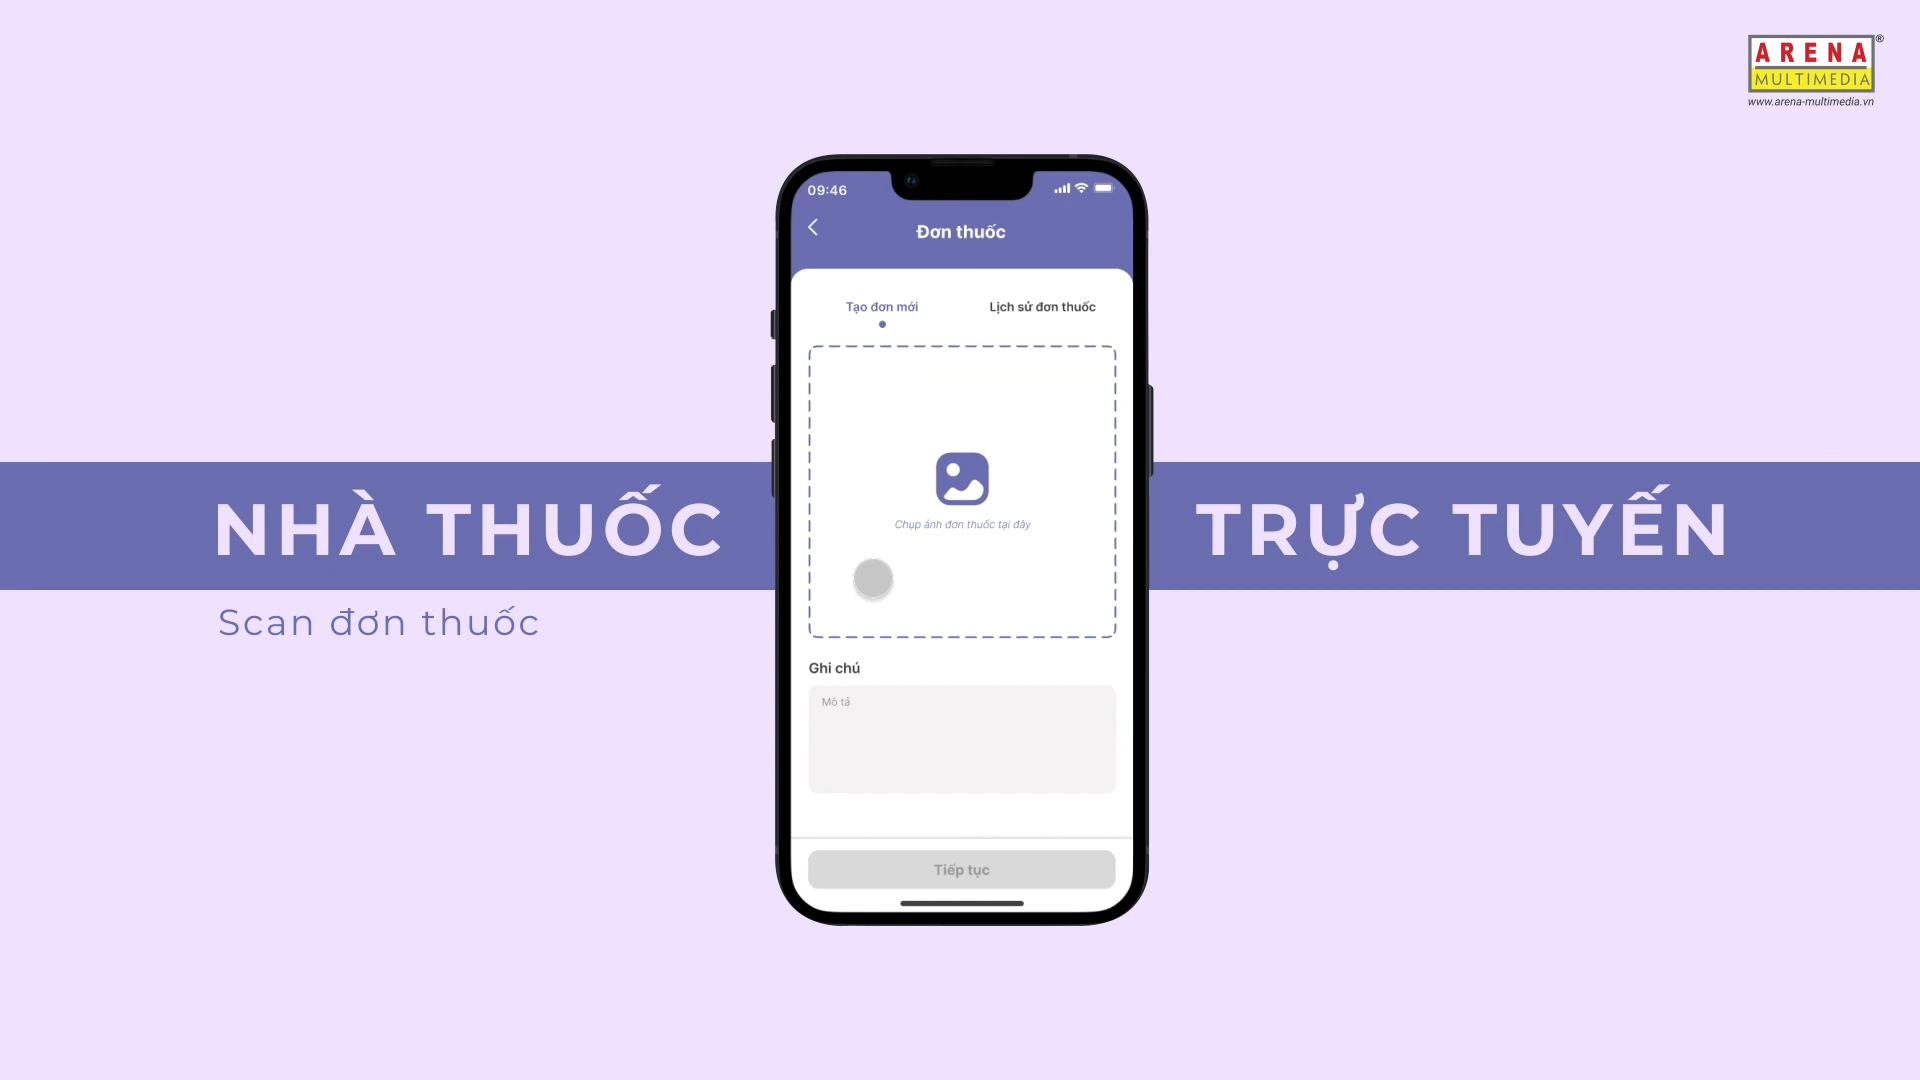 ARENA ®
MULTIMEDIA
www.arena-multimedia.vn
09:46
Đơn thuốc
Tạo đơn mới
Lịch sử đơn thuốc
Chụp ảnh đơn thuốc tại đây
NHÀ THUỐC TRỰC TUYẾN
Scan đơn thuốc
Ghi chú
Mô tả
Tiếp tục